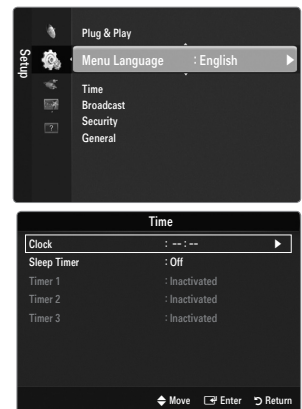 Setup
Plug & Play
Menu Language : English
Time
Broadcast
Security
General
Time
Clock : -- : --
Sleep Timer : Off
Timer 1 : Inactivated
Timer 2 : Inactivated
Timer 3 : Inactivated
Move Enter Return